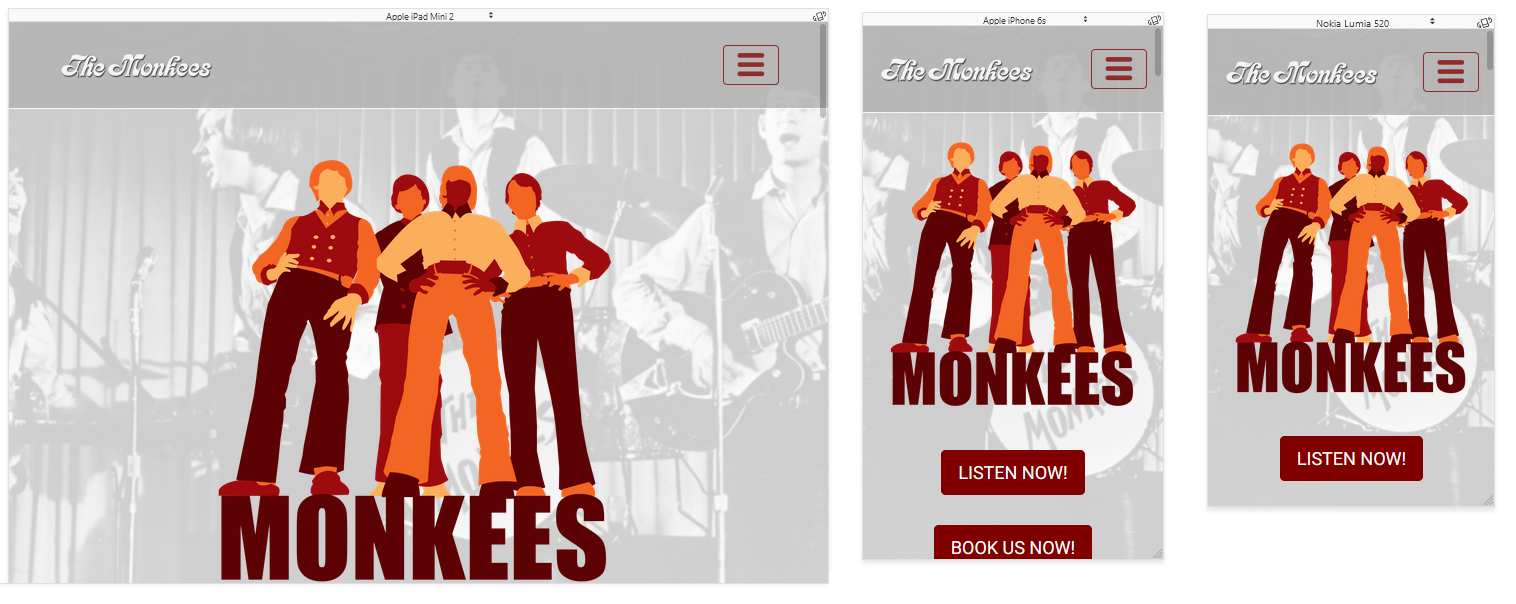 Apple iPad Mini 2
The Monkees
MONKEES
Apple iPhone 6s
The Monkees
MONKEES
LISTEN NOW!
BOOK US NOW!
Nokia Lumia 520
The Monkees
MONKEES
LISTEN NOW!